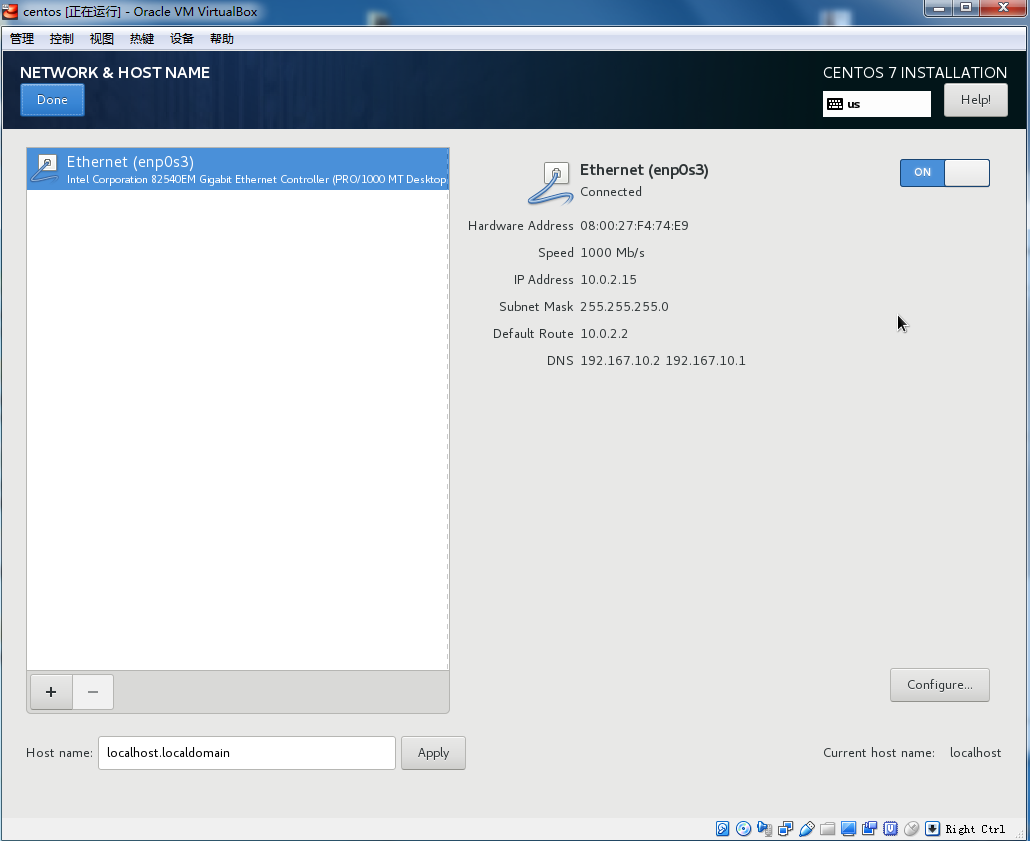 centos [正在运行] - Oracle VM VirtualBox
管理 控制 视图 热键 设备 帮助
NETWORK & HOST NAME
CENTOS 7 INSTALLATION
Done
us
Help!
Ethernet (enp0s3)
Intel Corporation 82540EM Gigabit Ethernet Controller (PRO/1000 MT Desktop
Ethernet (enp0s3)
Connected
ON
Hardware Address 08:00:27:F4:74:E9
Speed 1000 Mb/s
IP Address 10.0.2.15
Subnet Mask 255.255.255.0
Default Route 10.0.2.2
DNS 192.167.10.2 192.167.10.1
+ −
Configure...
Host name: localhost.localdomain Apply
Current host name: localhost
Right Ctrl